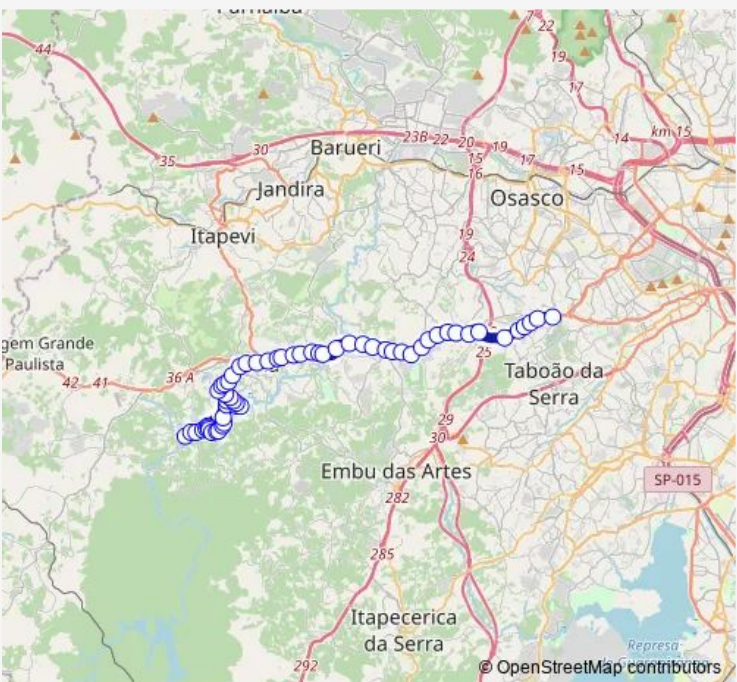 44
7
22
19
17
30
35
Barueri
23B
22
20
19
17
15
14
km 15
15
16
Jandira
Osasco
Itapevi
19
24
gem Grande
Paulista
42
41
36 A
25
Taboão da
Serra
29
30
Embu das Artes
282
SP-015
285
Itapecerica
da Serra
292
Represa
© OpenStreetMap contributors